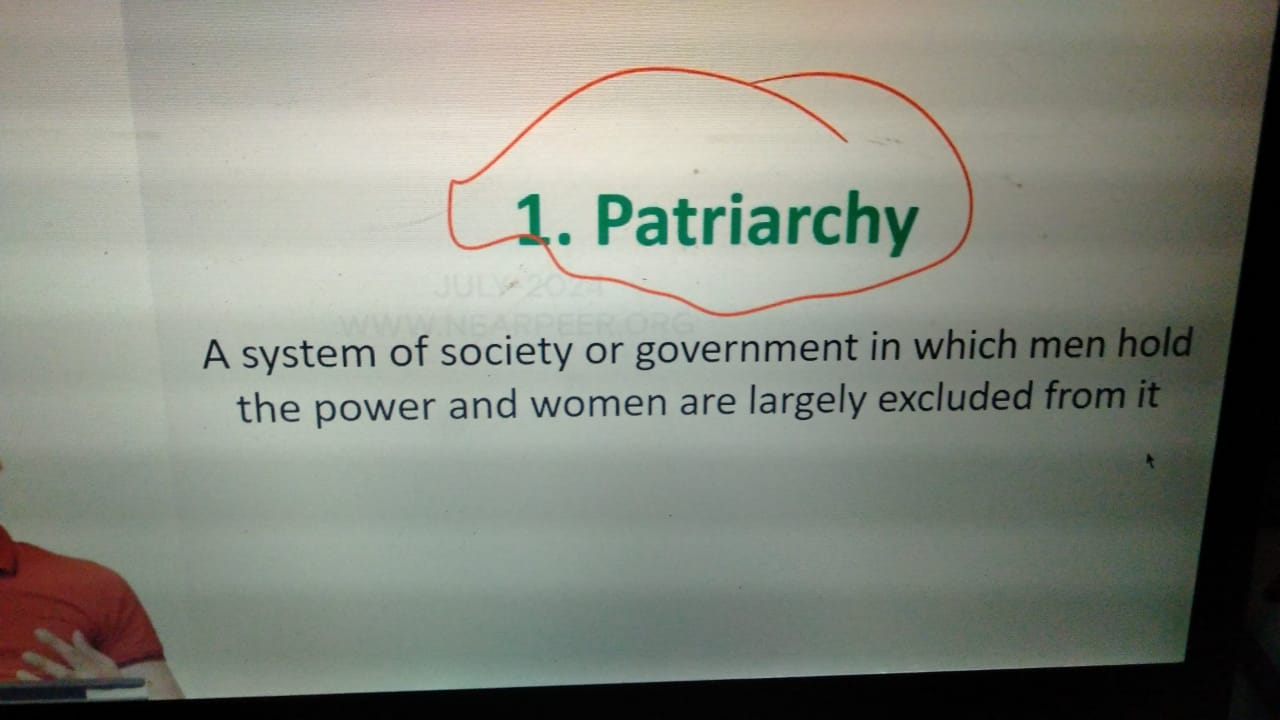 1. Patriarchy
JULY 2024
WWW.NEARPEER.ORG
A system of society or government in which men hold
the power and women are largely excluded from it